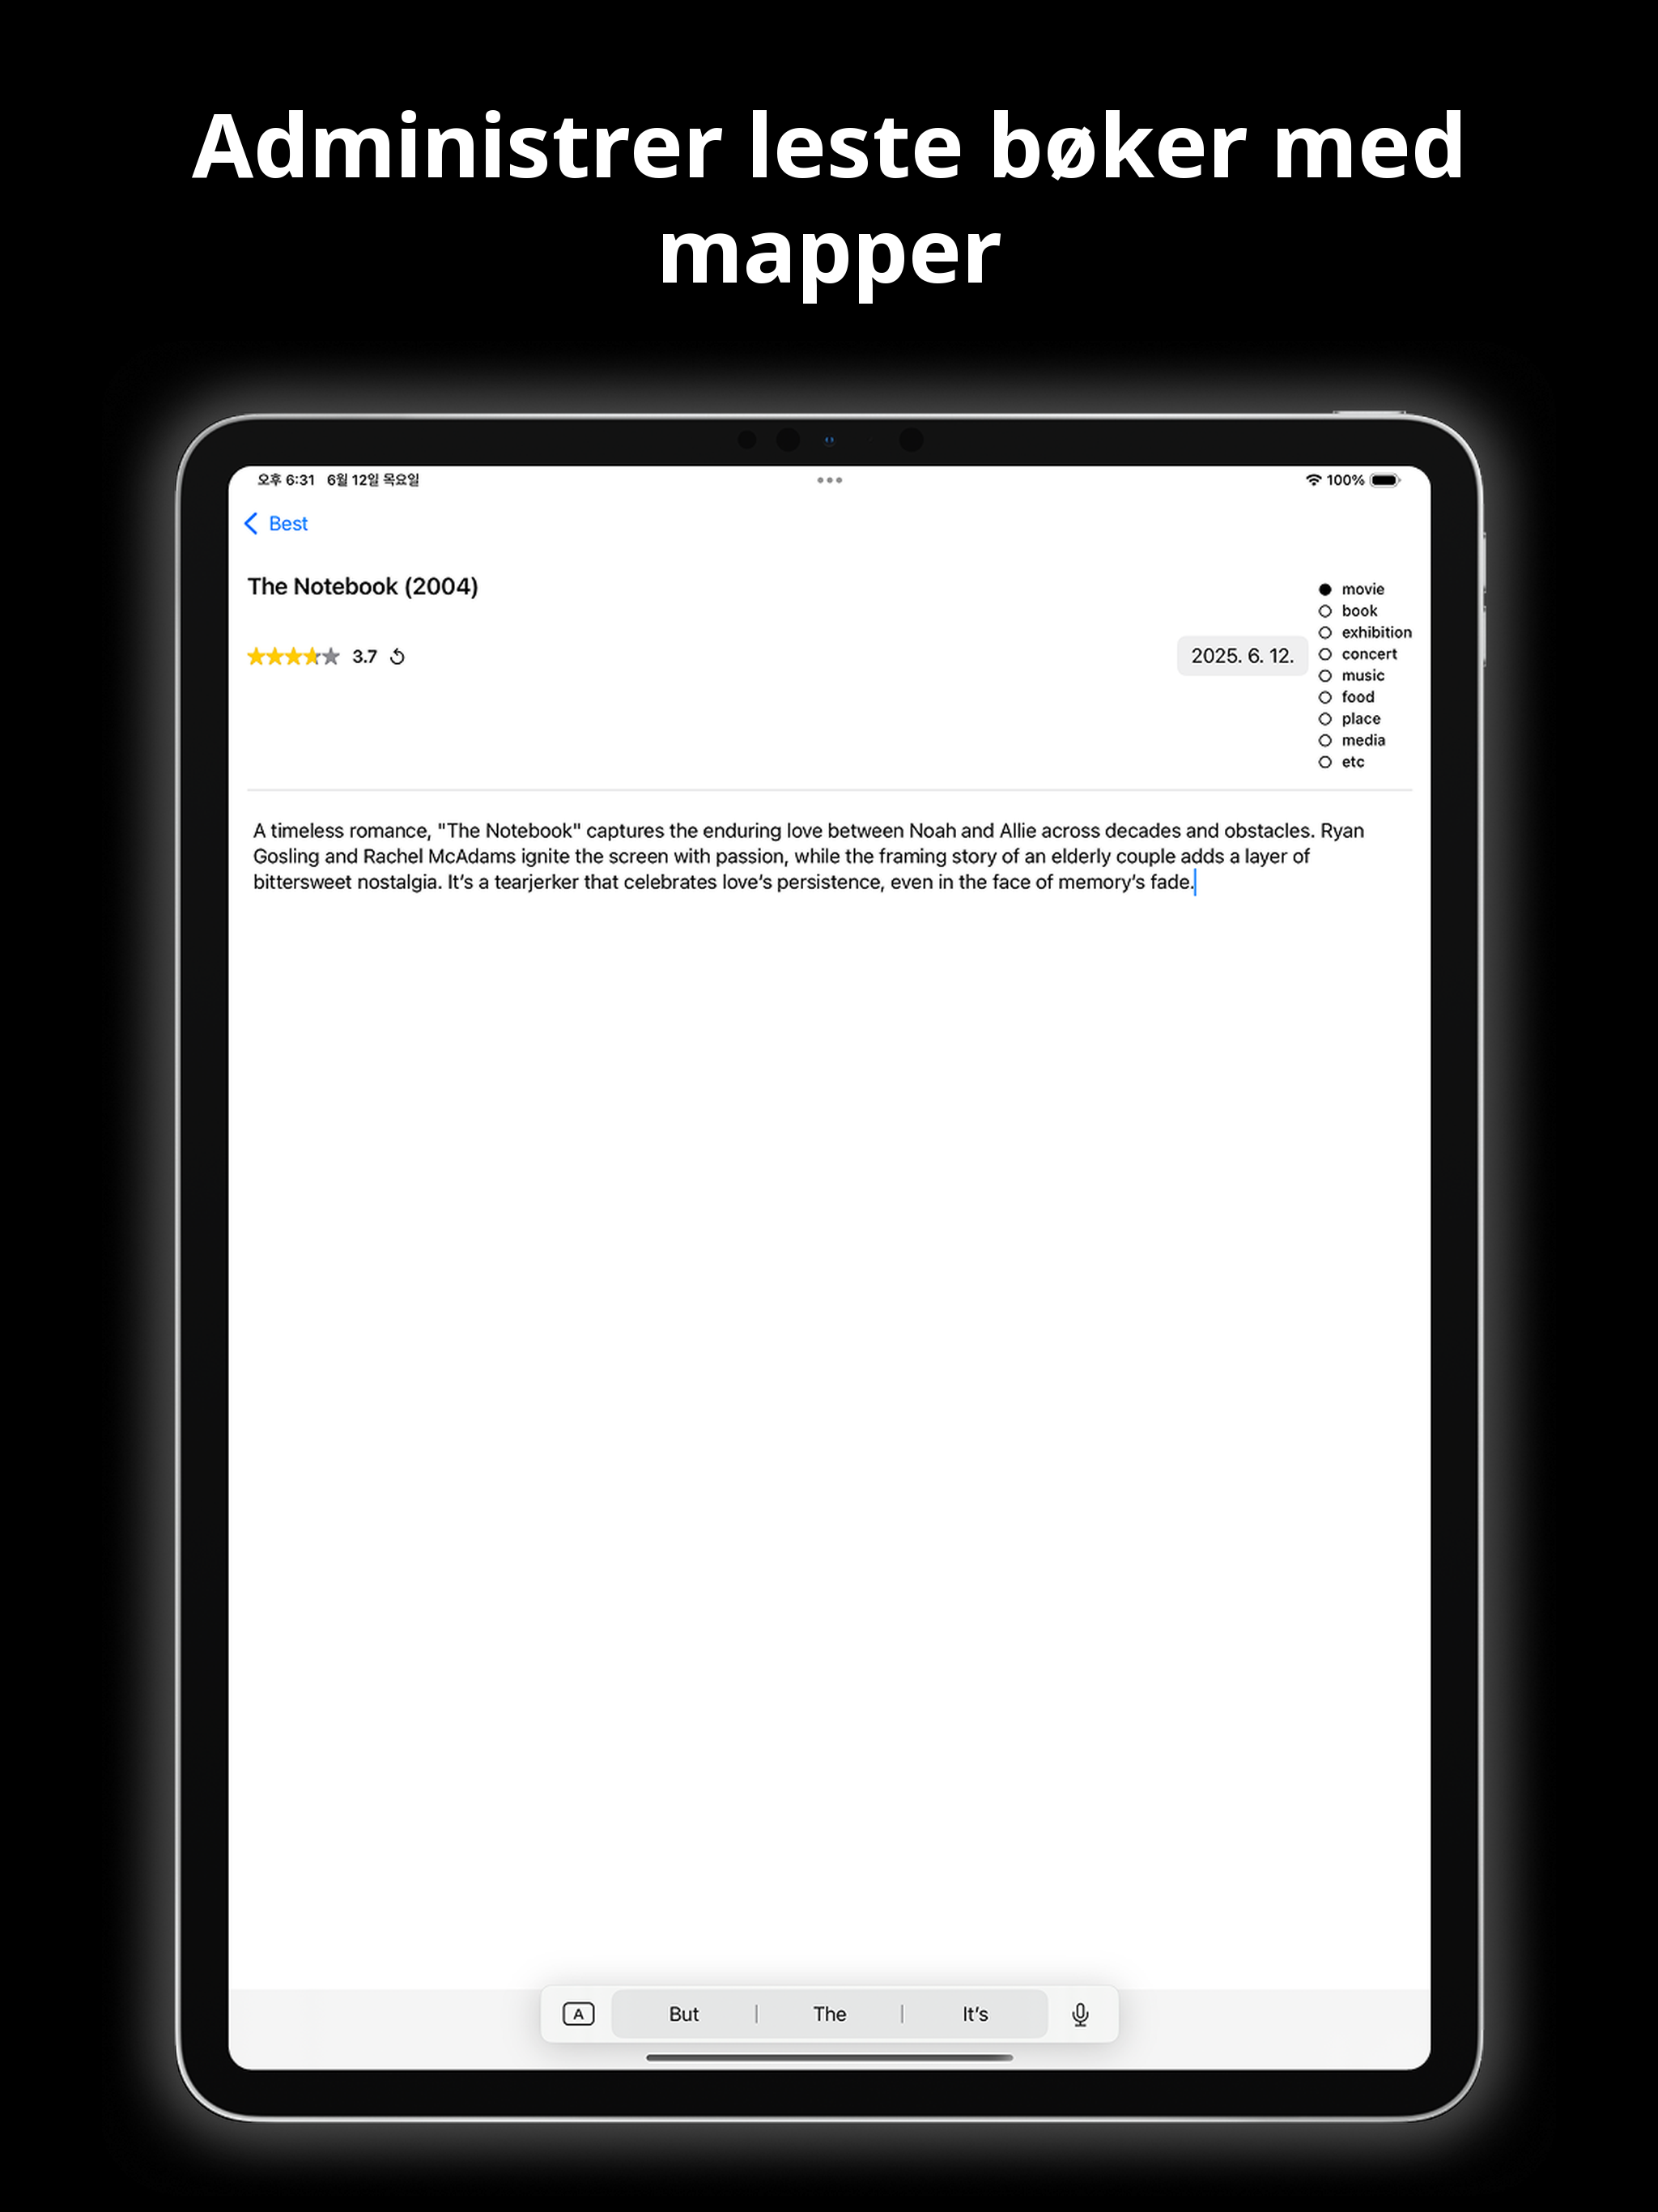 Administrer leste bøker med
mapper
오후 6:31 6월 12일 목요일
100%
Best
The Notebook (2004)
3.7
2025. 6. 12.
movie
book
exhibition
concert
music
food
place
media
etc
A timeless romance, "The Notebook" captures the enduring love between Noah and Allie across decades and obstacles. Ryan
Gosling and Rachel McAdams ignite the screen with passion, while the framing story of an elderly couple adds a layer of
bittersweet nostalgia. It’s a tearjerker that celebrates love’s persistence, even in the face of memory’s fade.
A
But
The
It’s